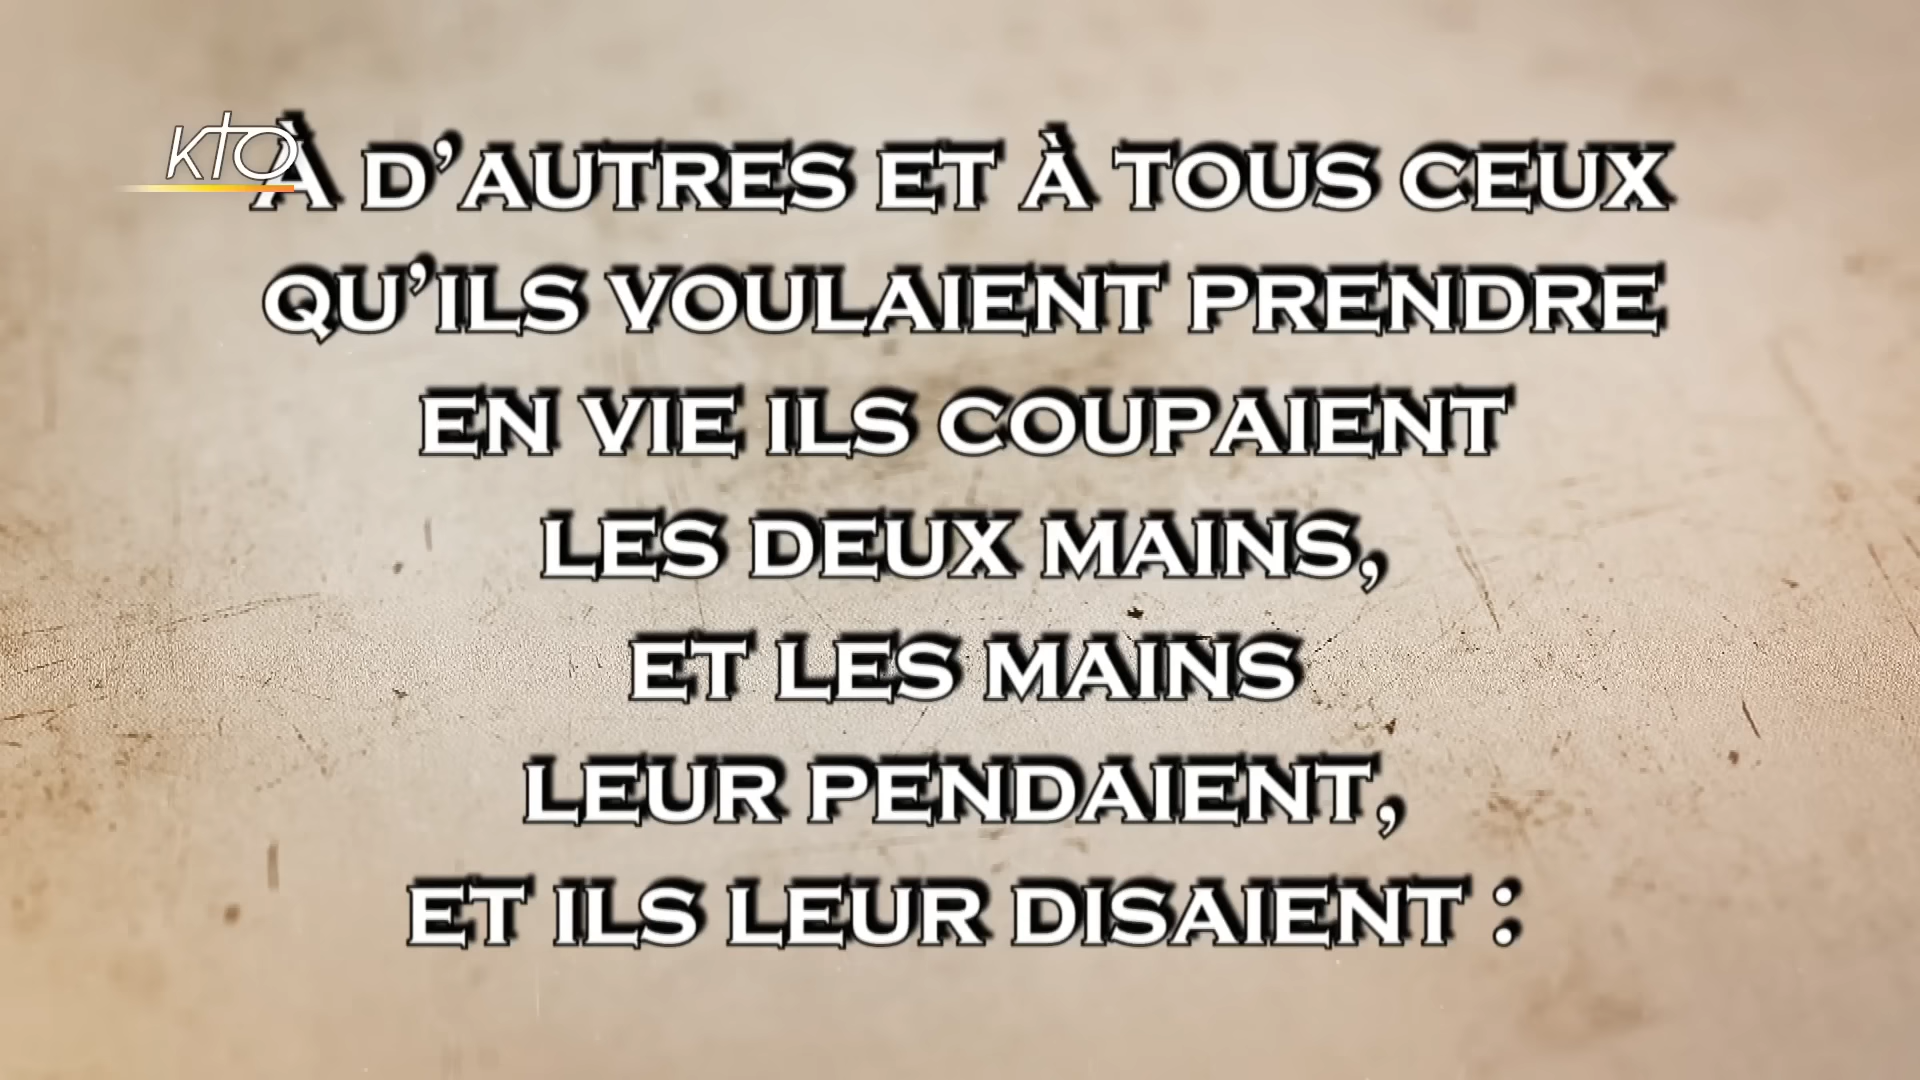 KTO
À D’AUTRES ET À TOUS CEUX
QU’ILS VOULAIENT PRENDRE
EN VIE ILS COUPAIENT
LES DEUX MAINS,
ET LES MAINS
LEUR PENDAIENT,
ET ILS LEUR DISAIENT :